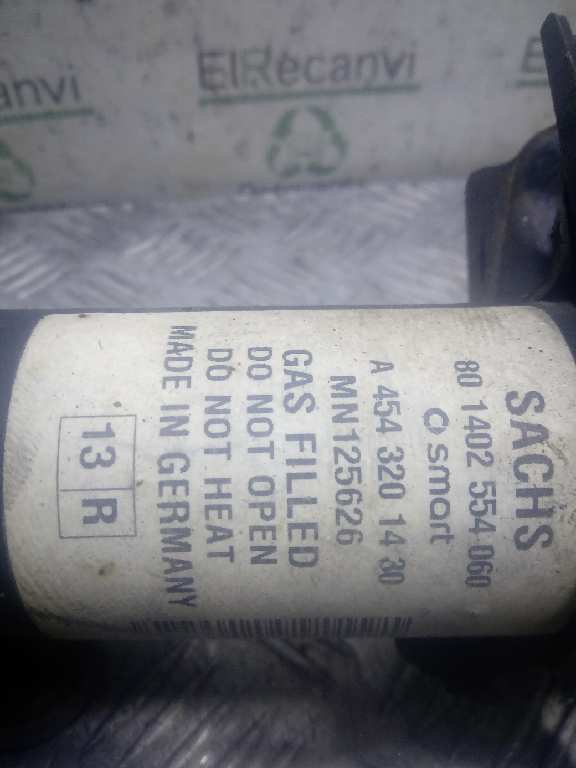 ElRecanvi
canvi
SACHS
80 1402 554 060
smart
A 454 320 14 30
MN125626
GAS FILLED
DO NOT OPEN
DO NOT HEAT
MADE IN GERMANY
13 R